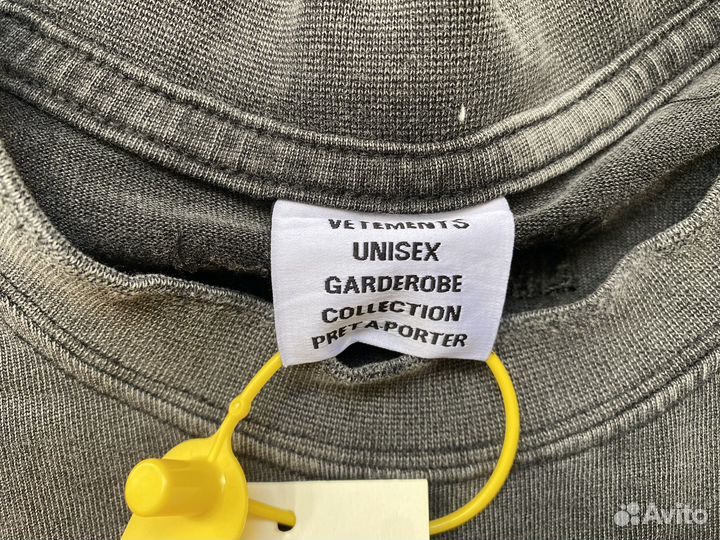 VETEMENTS
UNISEX
GARDEROBE
COLLECTION
PRET-A-PORTER
Avito